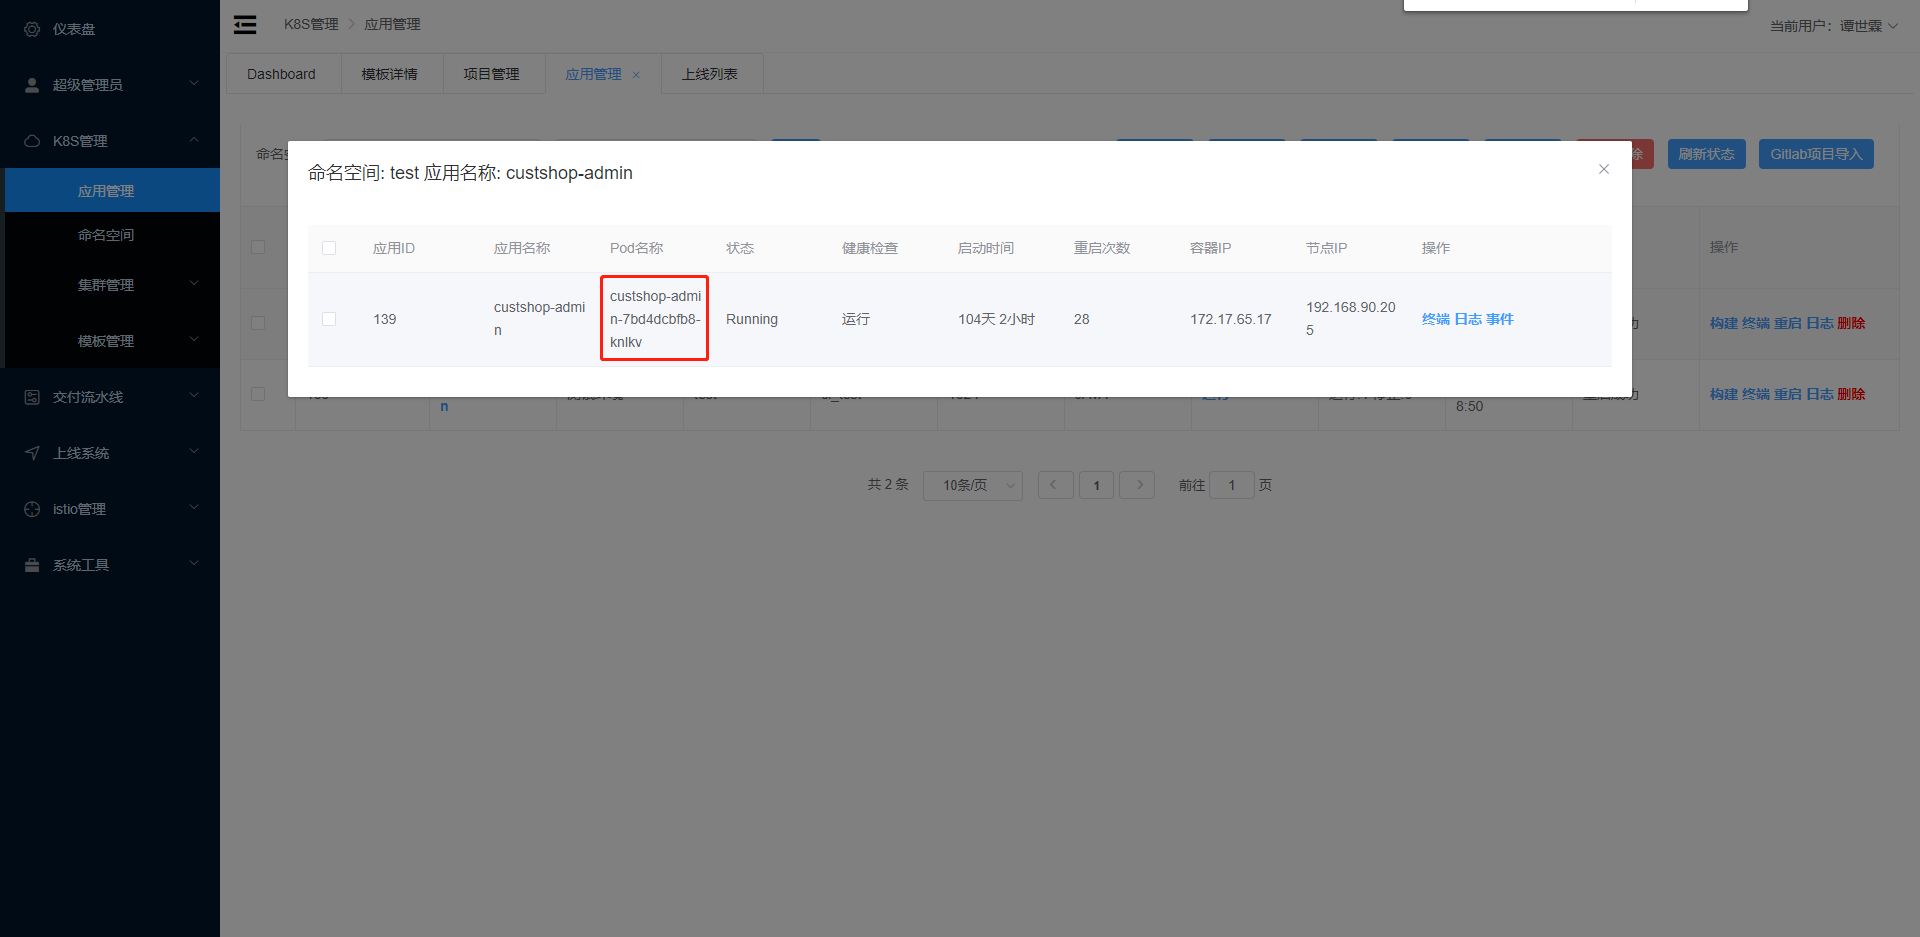 仪表盘
超级管理员
K8S管理
应用管理
命名空间
集群管理
模板管理
交付流水线
上线系统
istio管理
系统工具
K8S管理 > 应用管理
当前用户：谭世霖
Dashboard
模板详情
项目管理
应用管理 ×
上线列表
命名
除
刷新状态
Gitlab项目导入
命名空间: test 应用名称: custshop-admin
应用ID 应用名称 Pod名称 状态 健康检查 启动时间 重启次数 容器IP 节点IP 操作
139
custshop-admi
n
custshop-admi
n-7bd4dcbfb8-
knlkv
Running
运行
104天 2小时
28
172.17.65.17
192.168.90.20
5
终端 日志 事件
操作
构建 终端 重启 日志 删除
n
8:50
构建 终端 重启 日志 删除
共 2 条
10条/页
1
前往 1 页